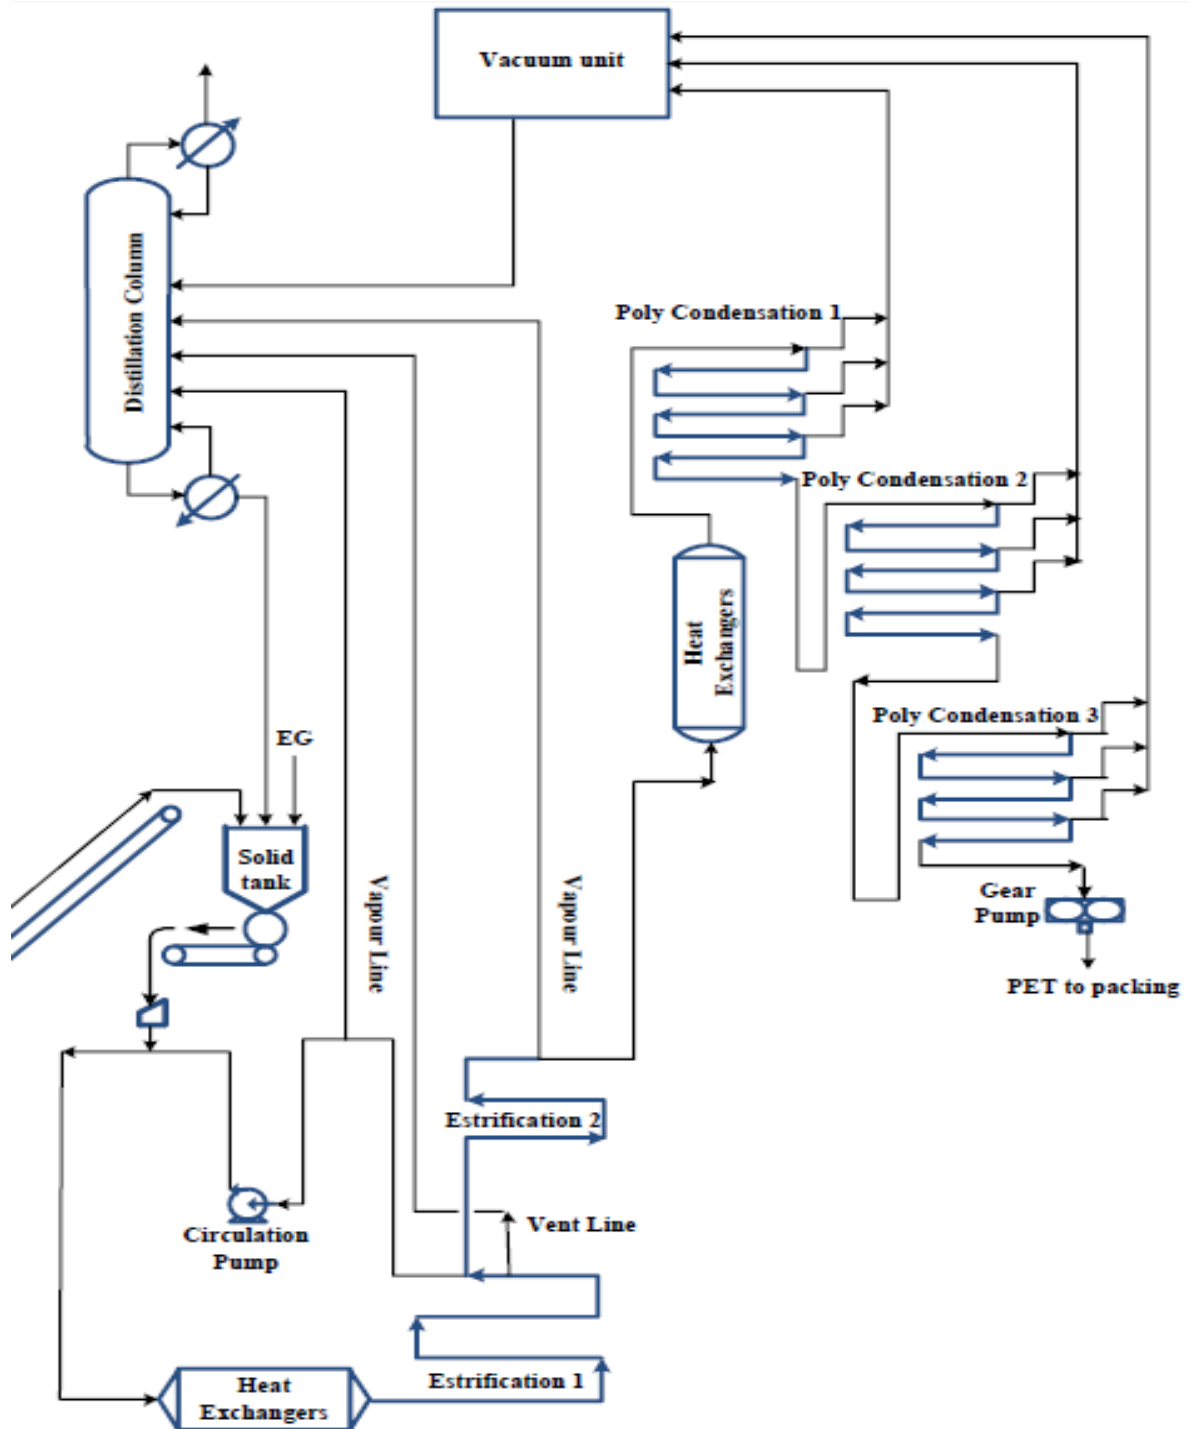 Vacuum unit
Distillation Column
Poly Condensation 1
Poly Condensation 2
Heat
Exchangers
Poly Condensation 3
EG
Solid
tank
Vapour Line
Vapour Line
Gear
Pump
PET to packing
Estrification 2
Vent Line
Circulation
Pump
Estrification 1
Heat
Exchangers